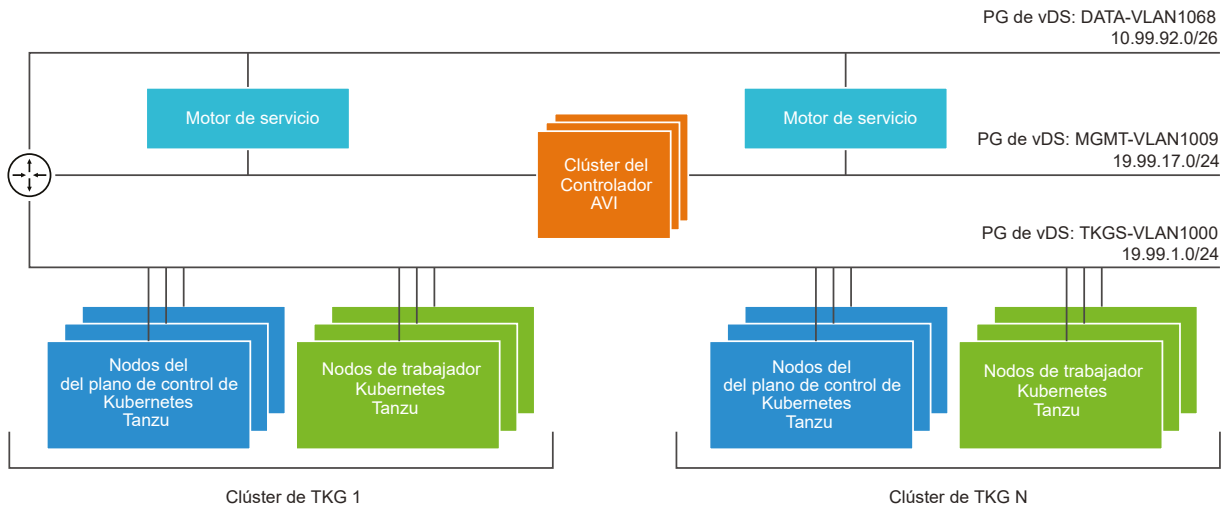 PG de vDS: DATA-VLAN1068
10.99.92.0/26
Motor de servicio
Motor de servicio
Clúster del
Controlador
AVI
PG de vDS: MGMT-VLAN1009
19.99.17.0/24
PG de vDS: TKGS-VLAN1000
19.99.1.0/24
Nodos del
del plano de control de
Kubernetes
Tanzu
Nodos de trabajador
Kubernetes
Tanzu
Nodos del
del plano de control de
Kubernetes
Tanzu
Nodos de trabajador
Kubernetes
Tanzu
Clúster de TKG 1
Clúster de TKG N